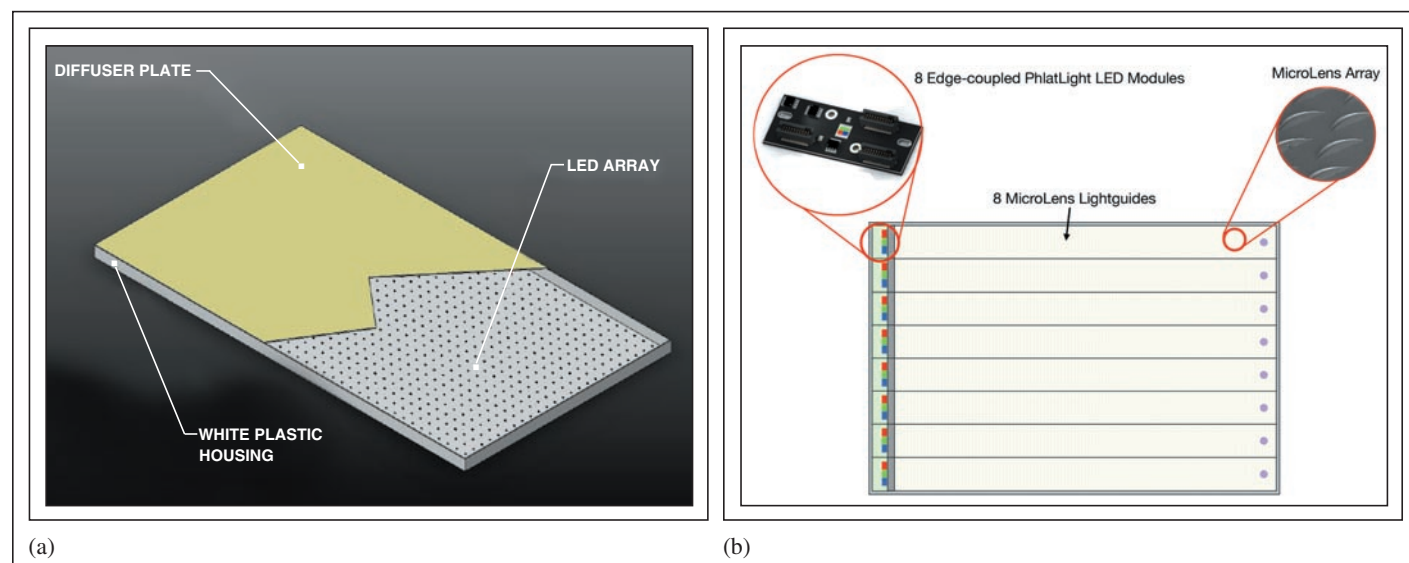 DIFFUSER PLATE
LED ARRAY
WHITE PLASTIC
HOUSING
(a)
8 Edge-coupled PhlatLight LED Modules
MicroLens Array
8 MicroLens Lightguides
(b)